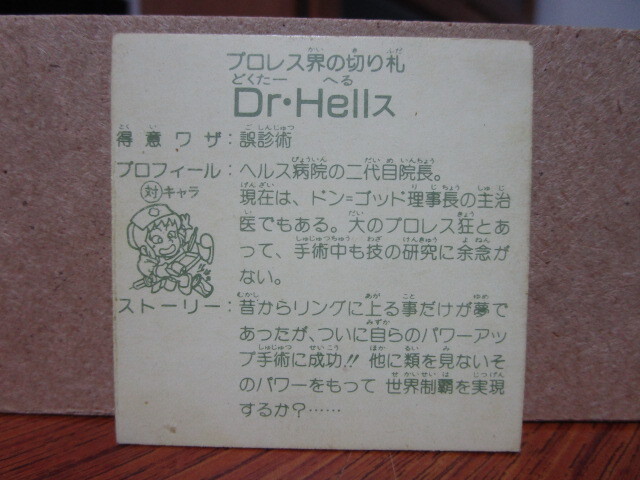 プロレス界の切り札
Dr・Hellス
得意ワザ：誤診術
プロフィール：ヘルス病院の二代目院長。
対キャラ
現在は、ドン＝ゴッド理事長の主治
医でもある。大のプロレス狂とあ
って、手術中も技の研究に余念が
ない。
ストーリー：昔からリングに上る事だけが夢で
あったが、ついに自らのパワーアッ
プ手術に成功!! 他に類を見ないそ
のパワーをもって世界制覇を実現
するか?……